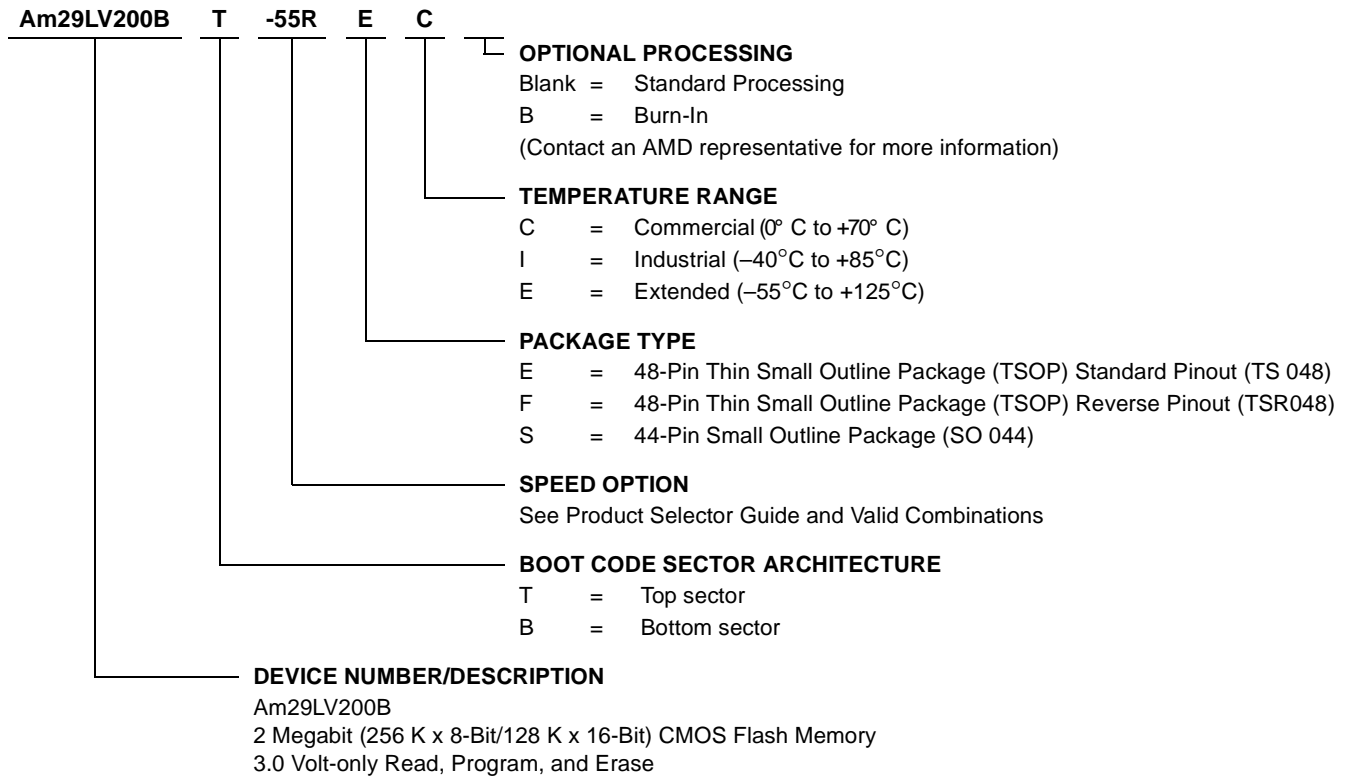 Am29LV200B T -55R E C
OPTIONAL PROCESSING
Blank = Standard Processing
B = Burn-In
(Contact an AMD representative for more information)
TEMPERATURE RANGE
C = Commercial (0° C to +70° C)
I = Industrial (–40°C to +85°C)
E = Extended (–55°C to +125°C)
PACKAGE TYPE
E = 48-Pin Thin Small Outline Package (TSOP) Standard Pinout (TS 048)
F = 48-Pin Thin Small Outline Package (TSOP) Reverse Pinout (TSR048)
S = 44-Pin Small Outline Package (SO 044)
SPEED OPTION
See Product Selector Guide and Valid Combinations
BOOT CODE SECTOR ARCHITECTURE
T = Top sector
B = Bottom sector
DEVICE NUMBER/DESCRIPTION
Am29LV200B
2 Megabit (256 K x 8-Bit/128 K x 16-Bit) CMOS Flash Memory
3.0 Volt-only Read, Program, and Erase